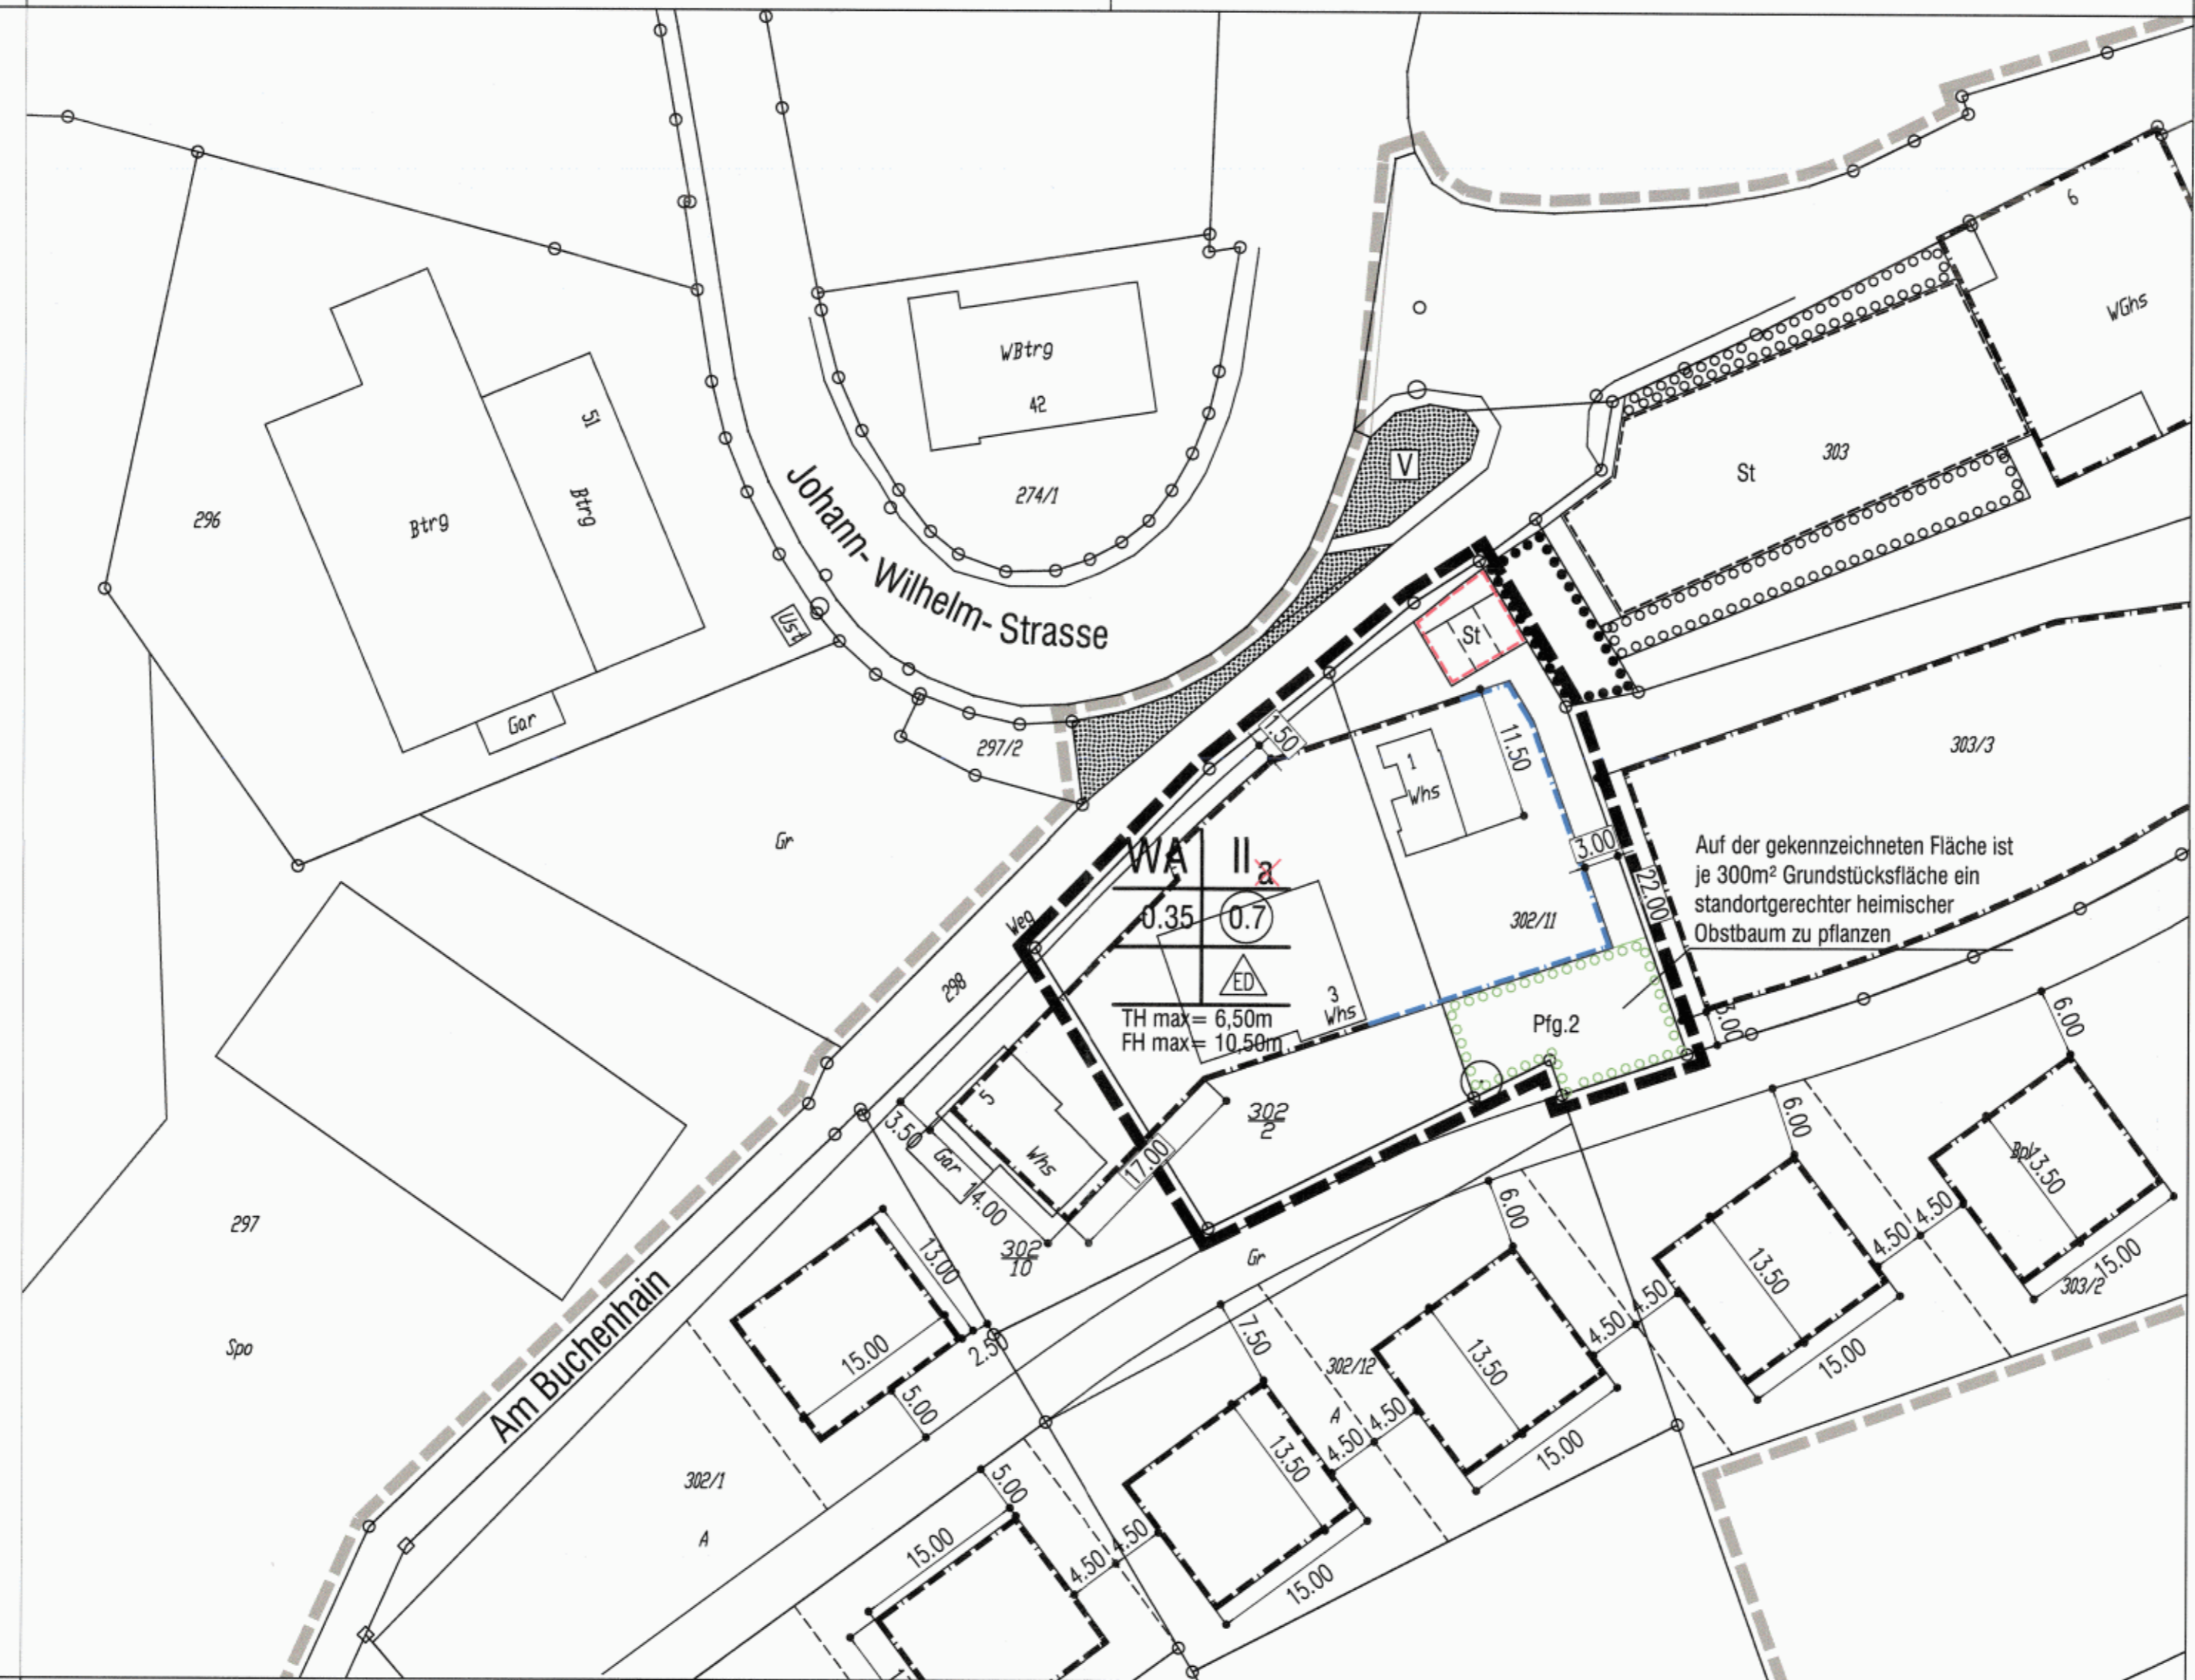 6
WGhs
WBtrg
42
51
V
303
St
Johann- Wilhelm- Strasse
274/1
296
Btrg
Btrg
Ust
St
Gar
297/2
1.50
11.50
1
Whs
303/3
Gr
3.00
WA II a
22.00
Auf der gekennzeichneten Fläche ist
je 300m² Grundstücksfläche ein
standortgerechter heimischer
Obstbaum zu pflanzen
Weg
0.35 0.7
302/11
298
ED
3
Whs
TH max= 6,50m
FH max= 10,50m
Pfg.2
6.00
5
3.50
Gar
Whs
17.00
302
2
6.00
Bplz
13.50
14.00
297
302
10
13.00
Gr
6.00
4.50
4.50
15.00
303/2
13.50
Spo
Am Buchenhain
15.00
2.50
7.50
302/12
4.50
4.50
15.00
13.50
5.00
A
4.50
4.50
13.50
15.00
302/1
5.00
A
15.00
4.50
4.50
15.00